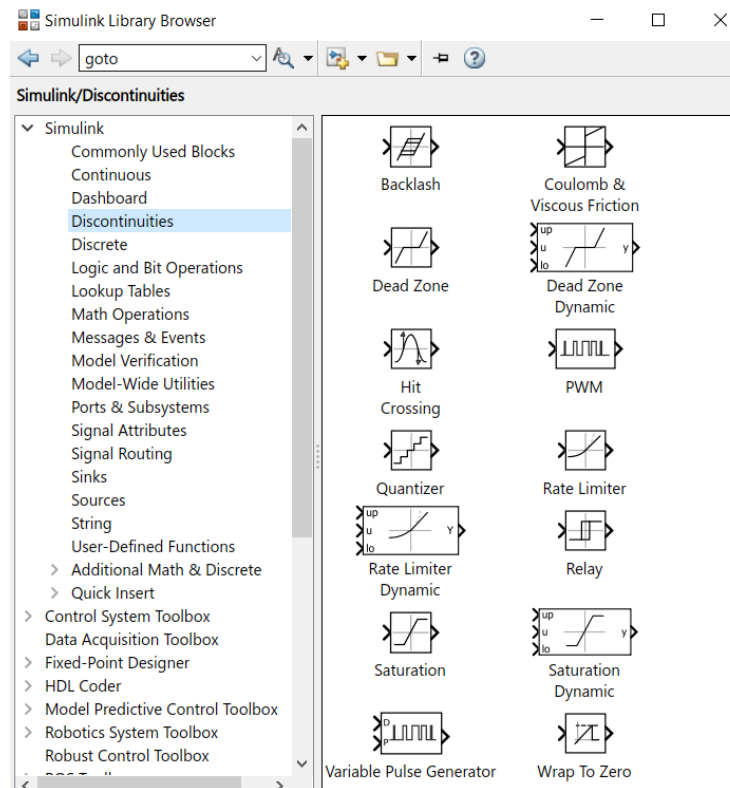 Simulink Library Browser
goto
Simulink/Discontinuities
Simulink
Commonly Used Blocks
Continuous
Dashboard
Discontinuities
Discrete
Logic and Bit Operations
Lookup Tables
Math Operations
Messages & Events
Model Verification
Model-Wide Utilities
Ports & Subsystems
Signal Attributes
Signal Routing
Sinks
Sources
String
User-Defined Functions
Additional Math & Discrete
Quick Insert
Control System Toolbox
Data Acquisition Toolbox
Fixed-Point Designer
HDL Coder
Model Predictive Control Toolbox
Robotics System Toolbox
Robust Control Toolbox
Backlash
Coulomb &
Viscous Friction
Dead Zone
up
u
lo
y
Dead Zone
Dynamic
Hit
Crossing
PWM
Quantizer
Rate Limiter
up
u
lo
Y
Rate Limiter
Dynamic
Relay
Saturation
up
u
lo
y
Saturation
Dynamic
D
P
Variable Pulse Generator
Wrap To Zero